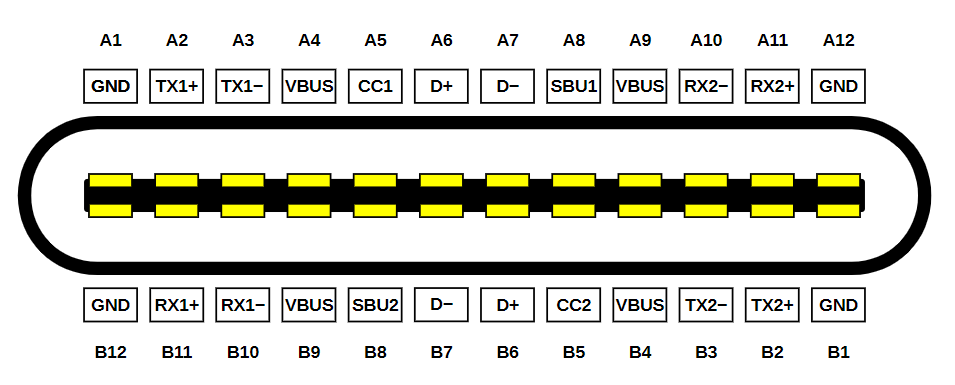 A1 A2 A3 A4 A5 A6 A7 A8 A9 A10 A11 A12
GND TX1+ TX1− VBUS CC1 D+ D− SBU1 VBUS RX2− RX2+ GND
GND RX1+ RX1− VBUS SBU2 D− D+ CC2 VBUS TX2− TX2+ GND
B12 B11 B10 B9 B8 B7 B6 B5 B4 B3 B2 B1